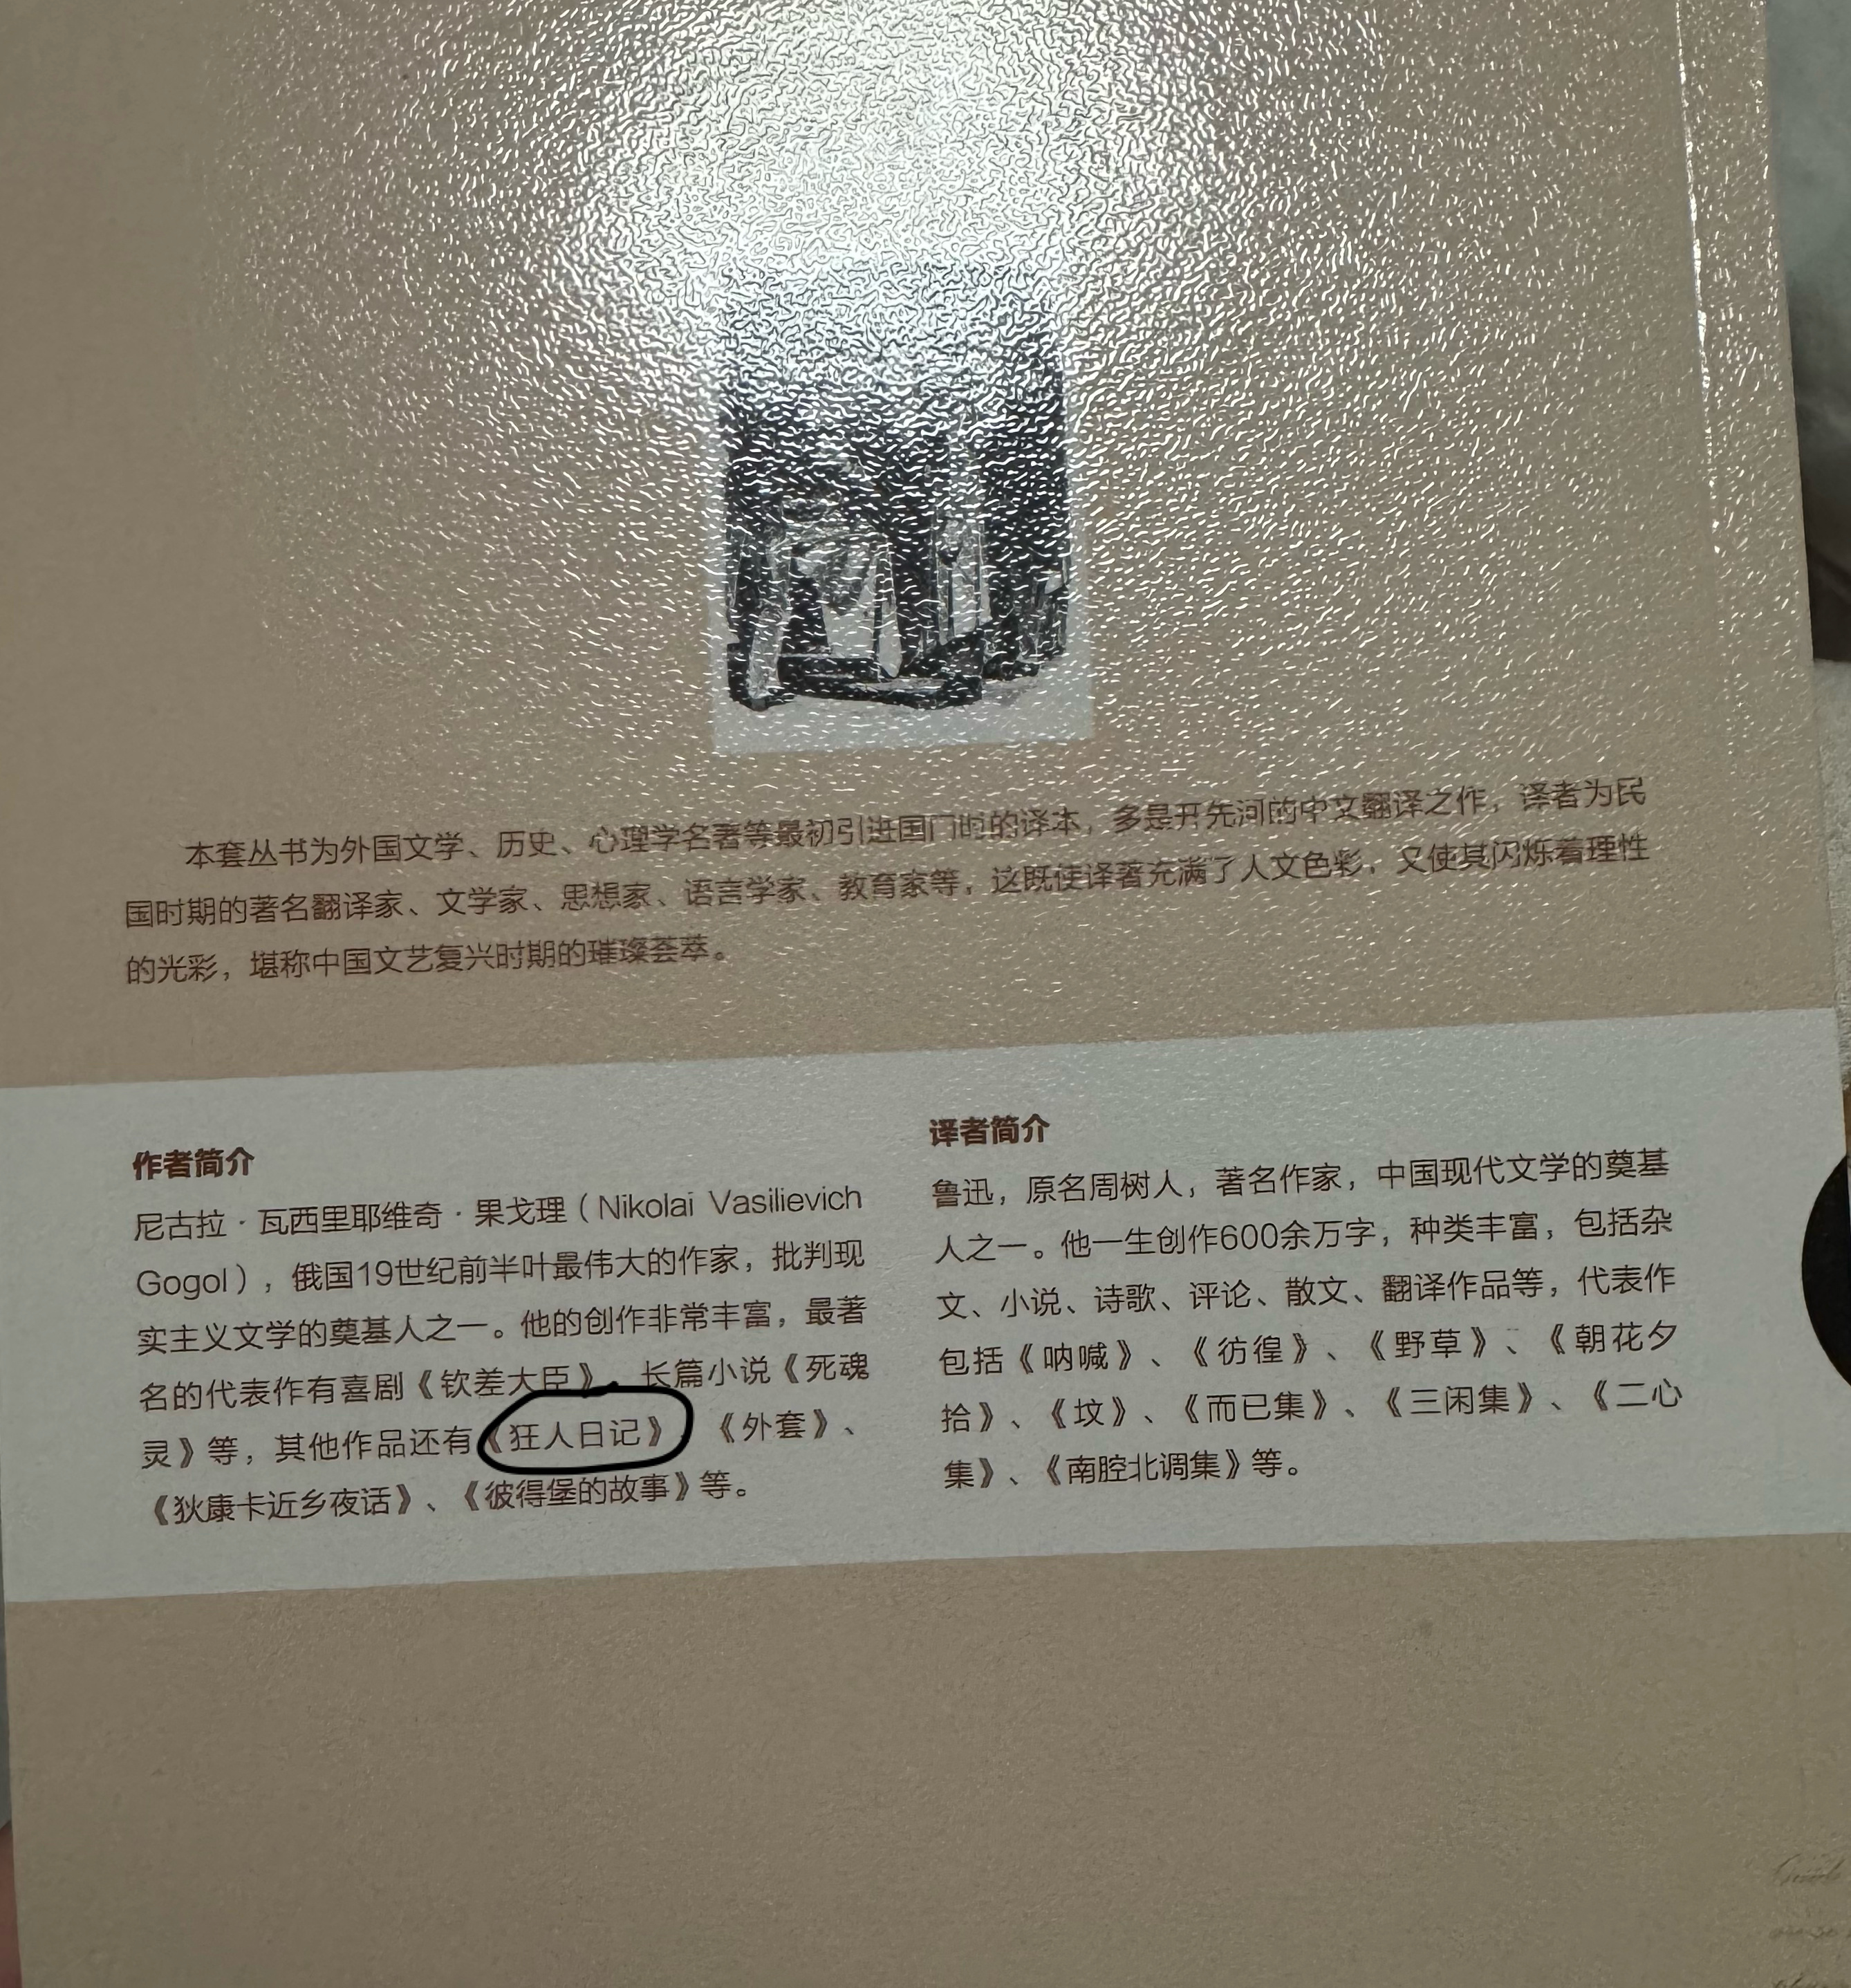 本套丛书为外国文学、历史、心理学名著等最初引进国门时的译本，多是开先河的中文翻译之作，译者为民
国时期的著名翻译家、文学家、思想家、语言学家、教育家等，这既使译著充满了人文色彩，又使其闪烁着理性
的光彩，堪称中国文艺复兴时期的璀璨荟萃。
作者简介
尼古拉·瓦西里耶维奇·果戈理（Nikolai Vasilievich
Gogol），俄国19世纪前半叶最伟大的作家，批判现
实主义文学的奠基人之一。他的创作非常丰富，最著
名的代表作有喜剧《钦差大臣》、长篇小说《死魂
灵》等，其他作品还有《狂人日记》、《外套》、
《狄康卡近乡夜话》、《彼得堡的故事》等。
译者简介
鲁迅，原名周树人，著名作家，中国现代文学的奠基
人之一。他一生创作600余万字，种类丰富，包括杂
文、小说、诗歌、评论、散文、翻译作品等，代表作
包括《呐喊》、《彷徨》、《野草》、《朝花夕
拾》、《坟》、《而已集》、《三闲集》、《二心
集》、《南腔北调集》等。